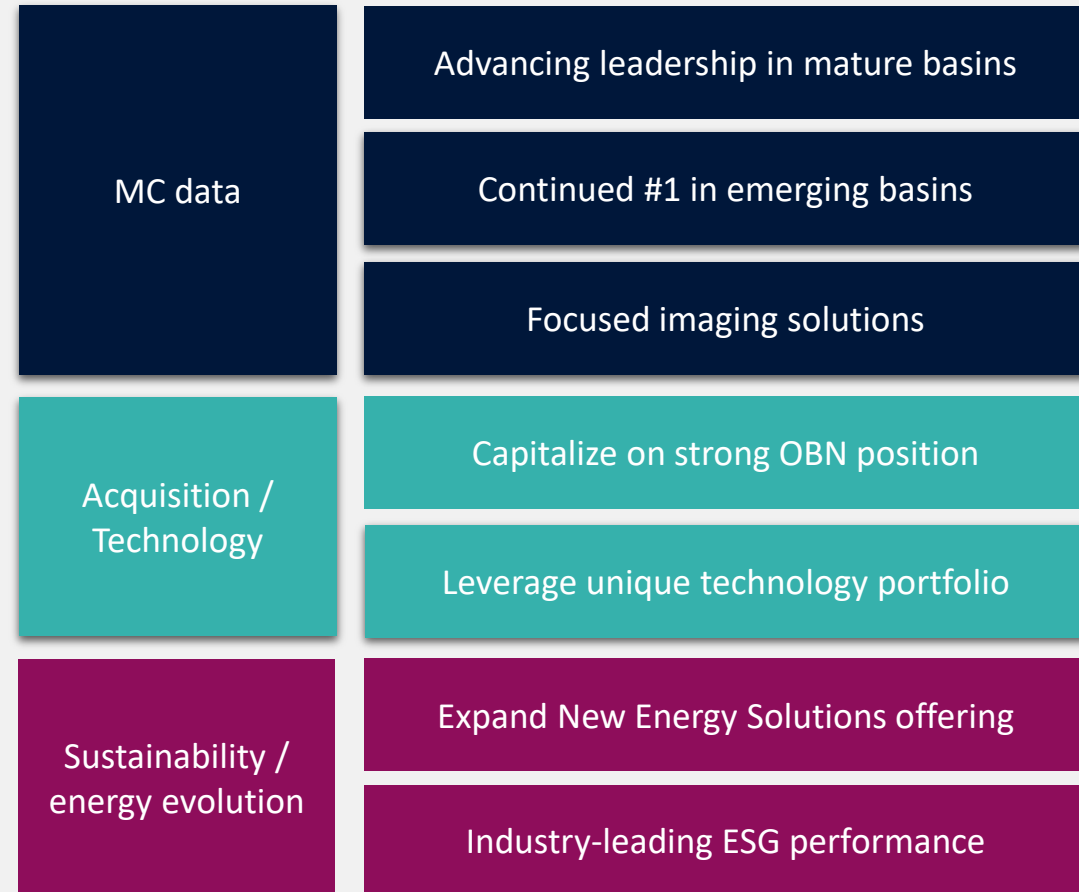 MC data
Advancing leadership in mature basins
Continued #1 in emerging basins
Focused imaging solutions
Acquisition /
Technology
Capitalize on strong OBN position
Leverage unique technology portfolio
Sustainability /
energy evolution
Expand New Energy Solutions offering
Industry-leading ESG performance